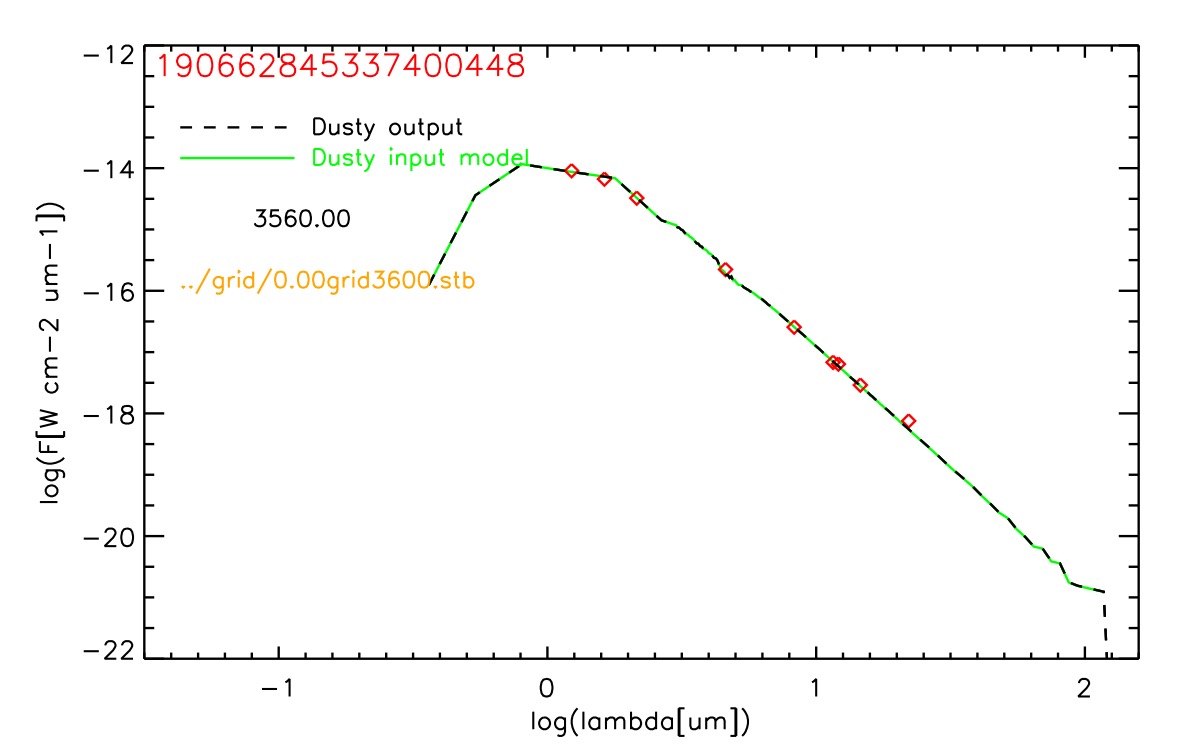 190662845337400448
Dusty output
Dusty input model
3560.00
../grid/0.00grid3600.stb
−12
−14
−16
−18
−20
−22
log(F[W cm−2 um−1])
−1 0 1 2
log(lambda[um])